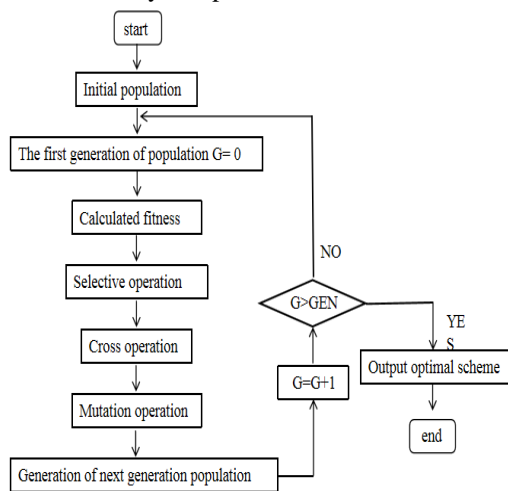 start
Initial population
The first generation of population G= 0
Calculated fitness
Selective operation
Cross operation
Mutation operation
Generation of next generation population
G=G+1
G>GEN
NO
YE
S
Output optimal scheme
end